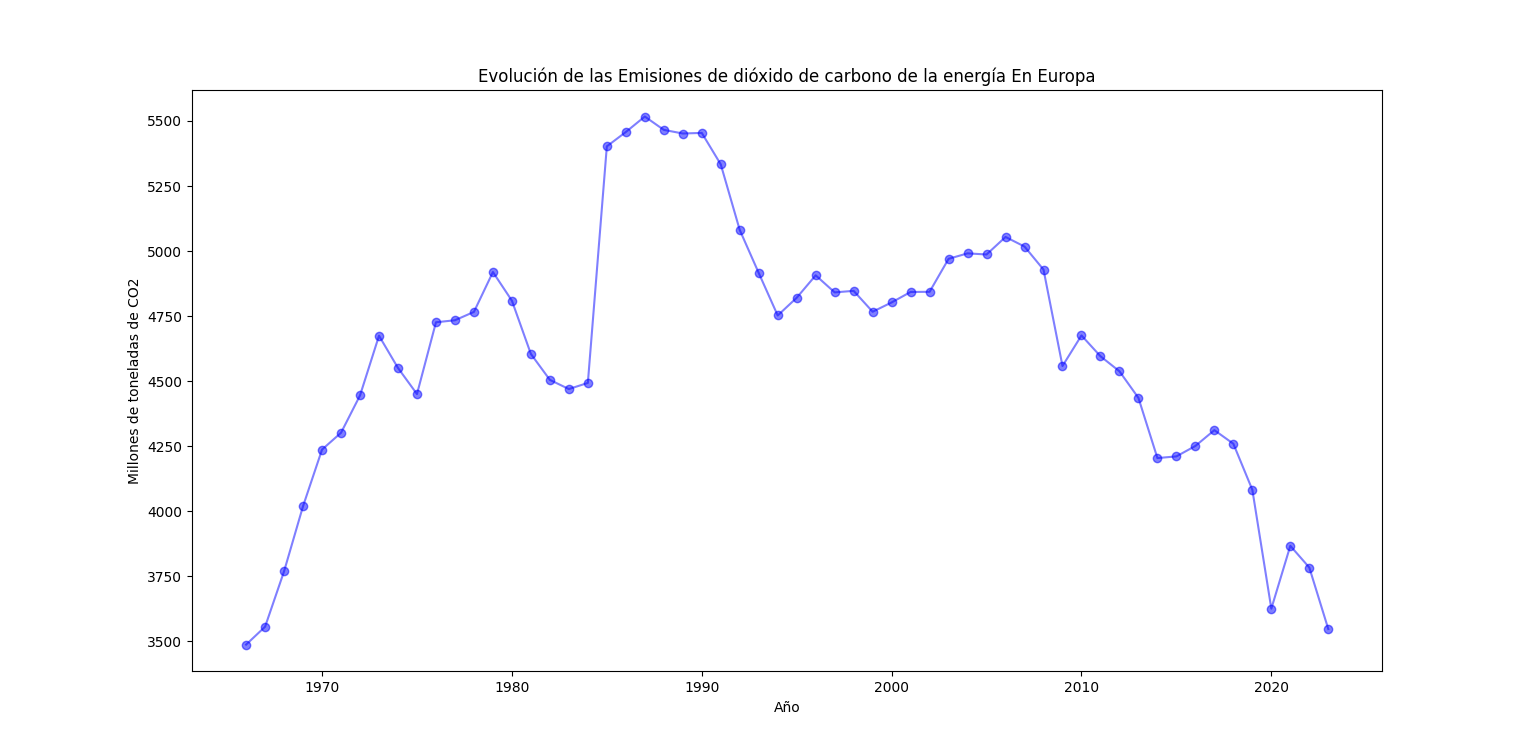 Evolución de las Emisiones de dióxido de carbono de la energía En Europa
5500
5250
5000
4750
4500
4250
4000
3750
3500
Millones de toneladas de CO2
1970 1980 1990 2000 2010 2020
Año